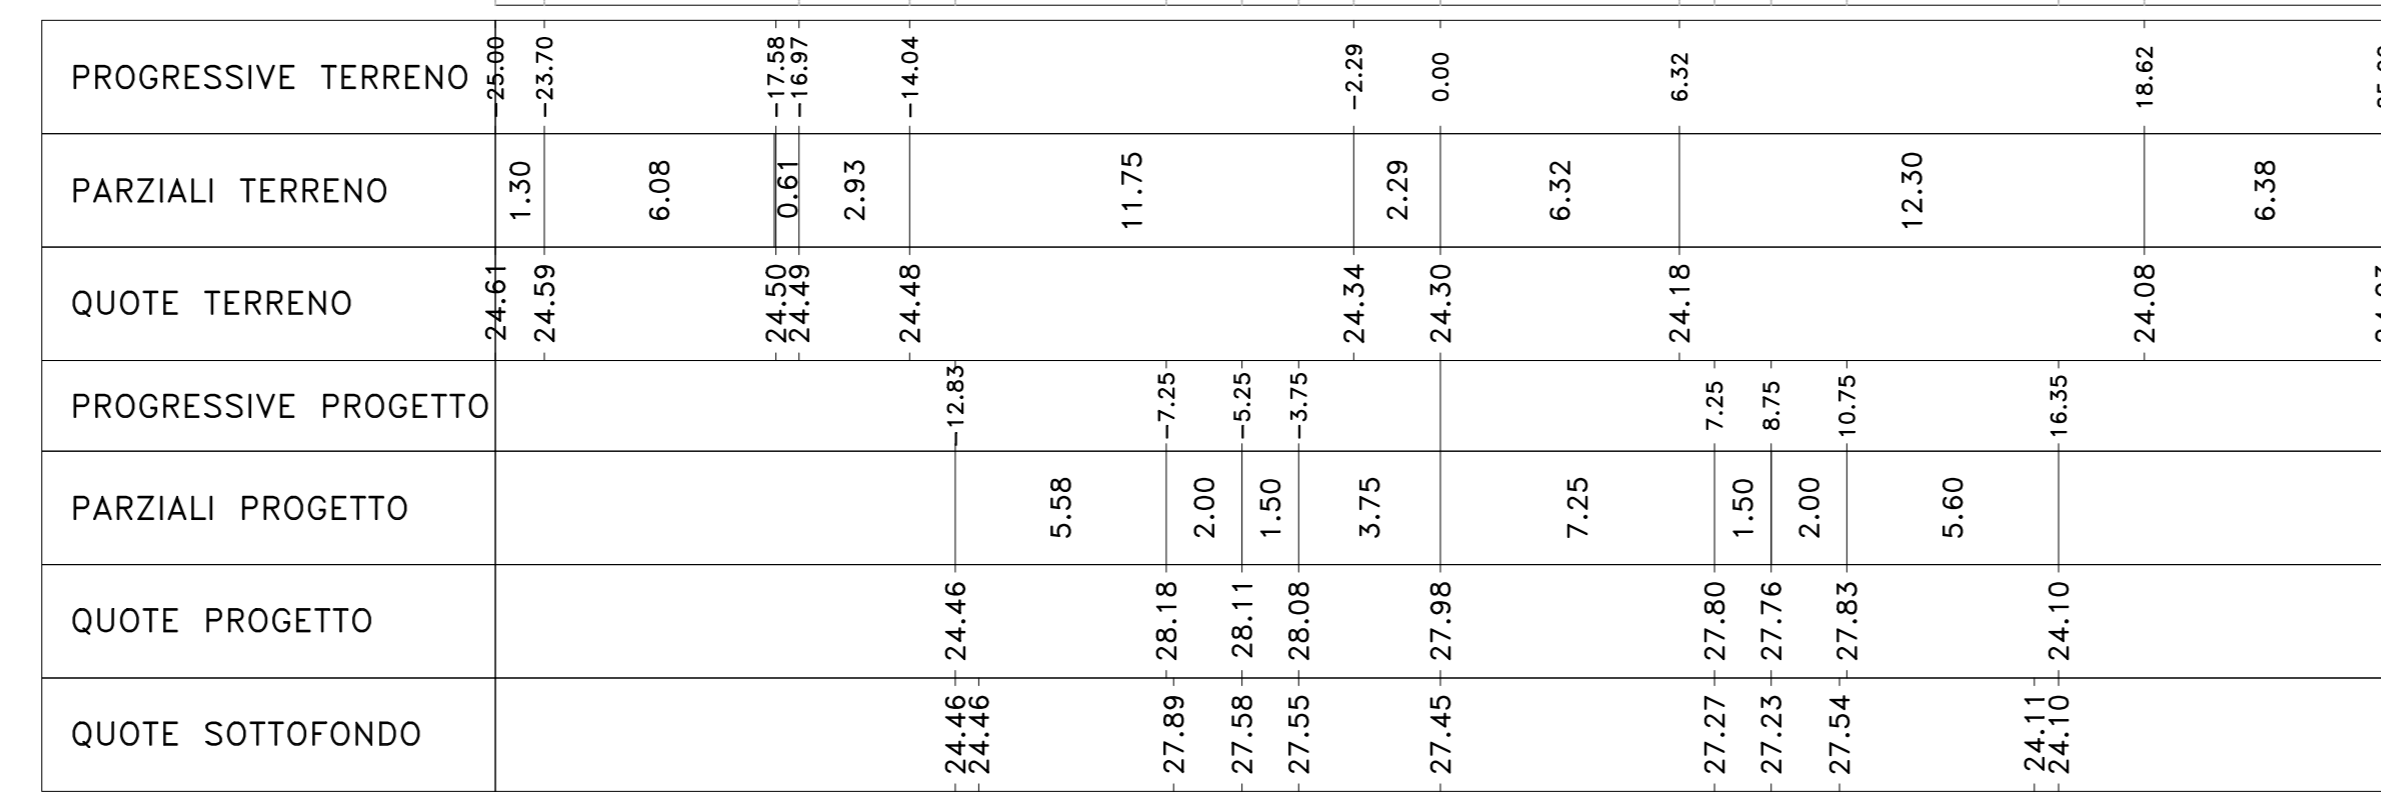 PROGRESSIVE TERRENO -25.00 -23.70 -17.58 -16.97 -14.04 -2.29 0.00 6.32 18.62
PARZIALI TERRENO 1.30 6.08 0.61 2.93 11.75 2.29 6.32 12.30 6.38
QUOTE TERRENO 24.61 24.59 24.50 24.49 24.48 24.34 24.30 24.18 24.08
PROGRESSIVE PROGETTO -12.83 -7.25 -5.25 -3.75 7.25 8.75 10.75 16.35
PARZIALI PROGETTO 5.58 2.00 1.50 3.75 7.25 1.50 2.00 5.60
QUOTE PROGETTO 24.46 28.18 28.11 28.08 27.98 27.80 27.76 27.83 24.10
QUOTE SOTTOFONDO 24.46 24.46 27.89 27.58 27.55 27.45 27.27 27.23 27.54 24.11 24.10